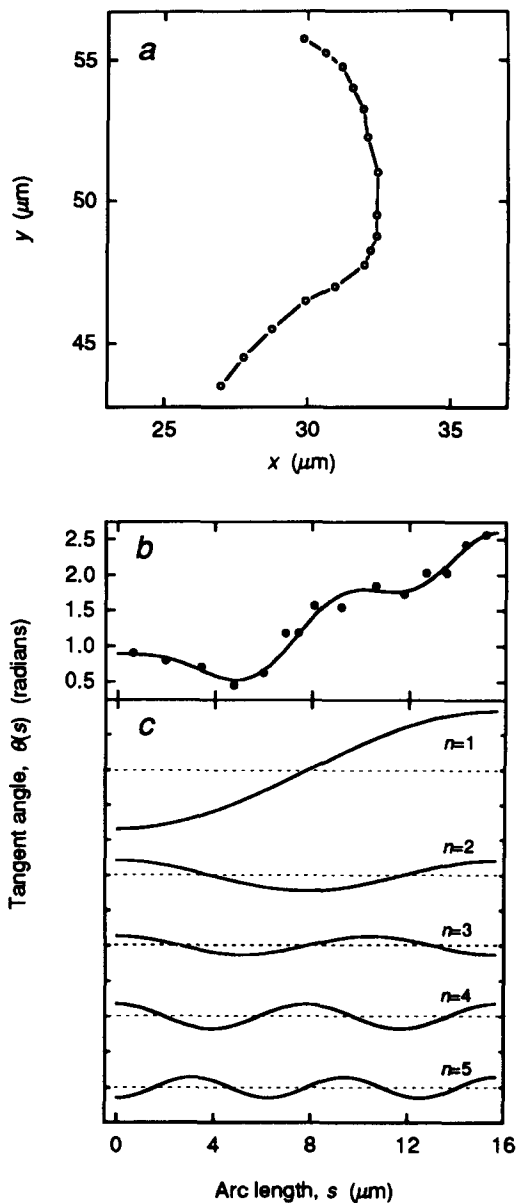 a
55
50
45
y (μm)
25 30 35
x (μm)
b
2.5
2.0
1.5
1.0
0.5
Tangent angle, θ(s) (radians)
c
n=1
n=2
n=3
n=4
n=5
0 4 8 12 16
Arc length, s (μm)